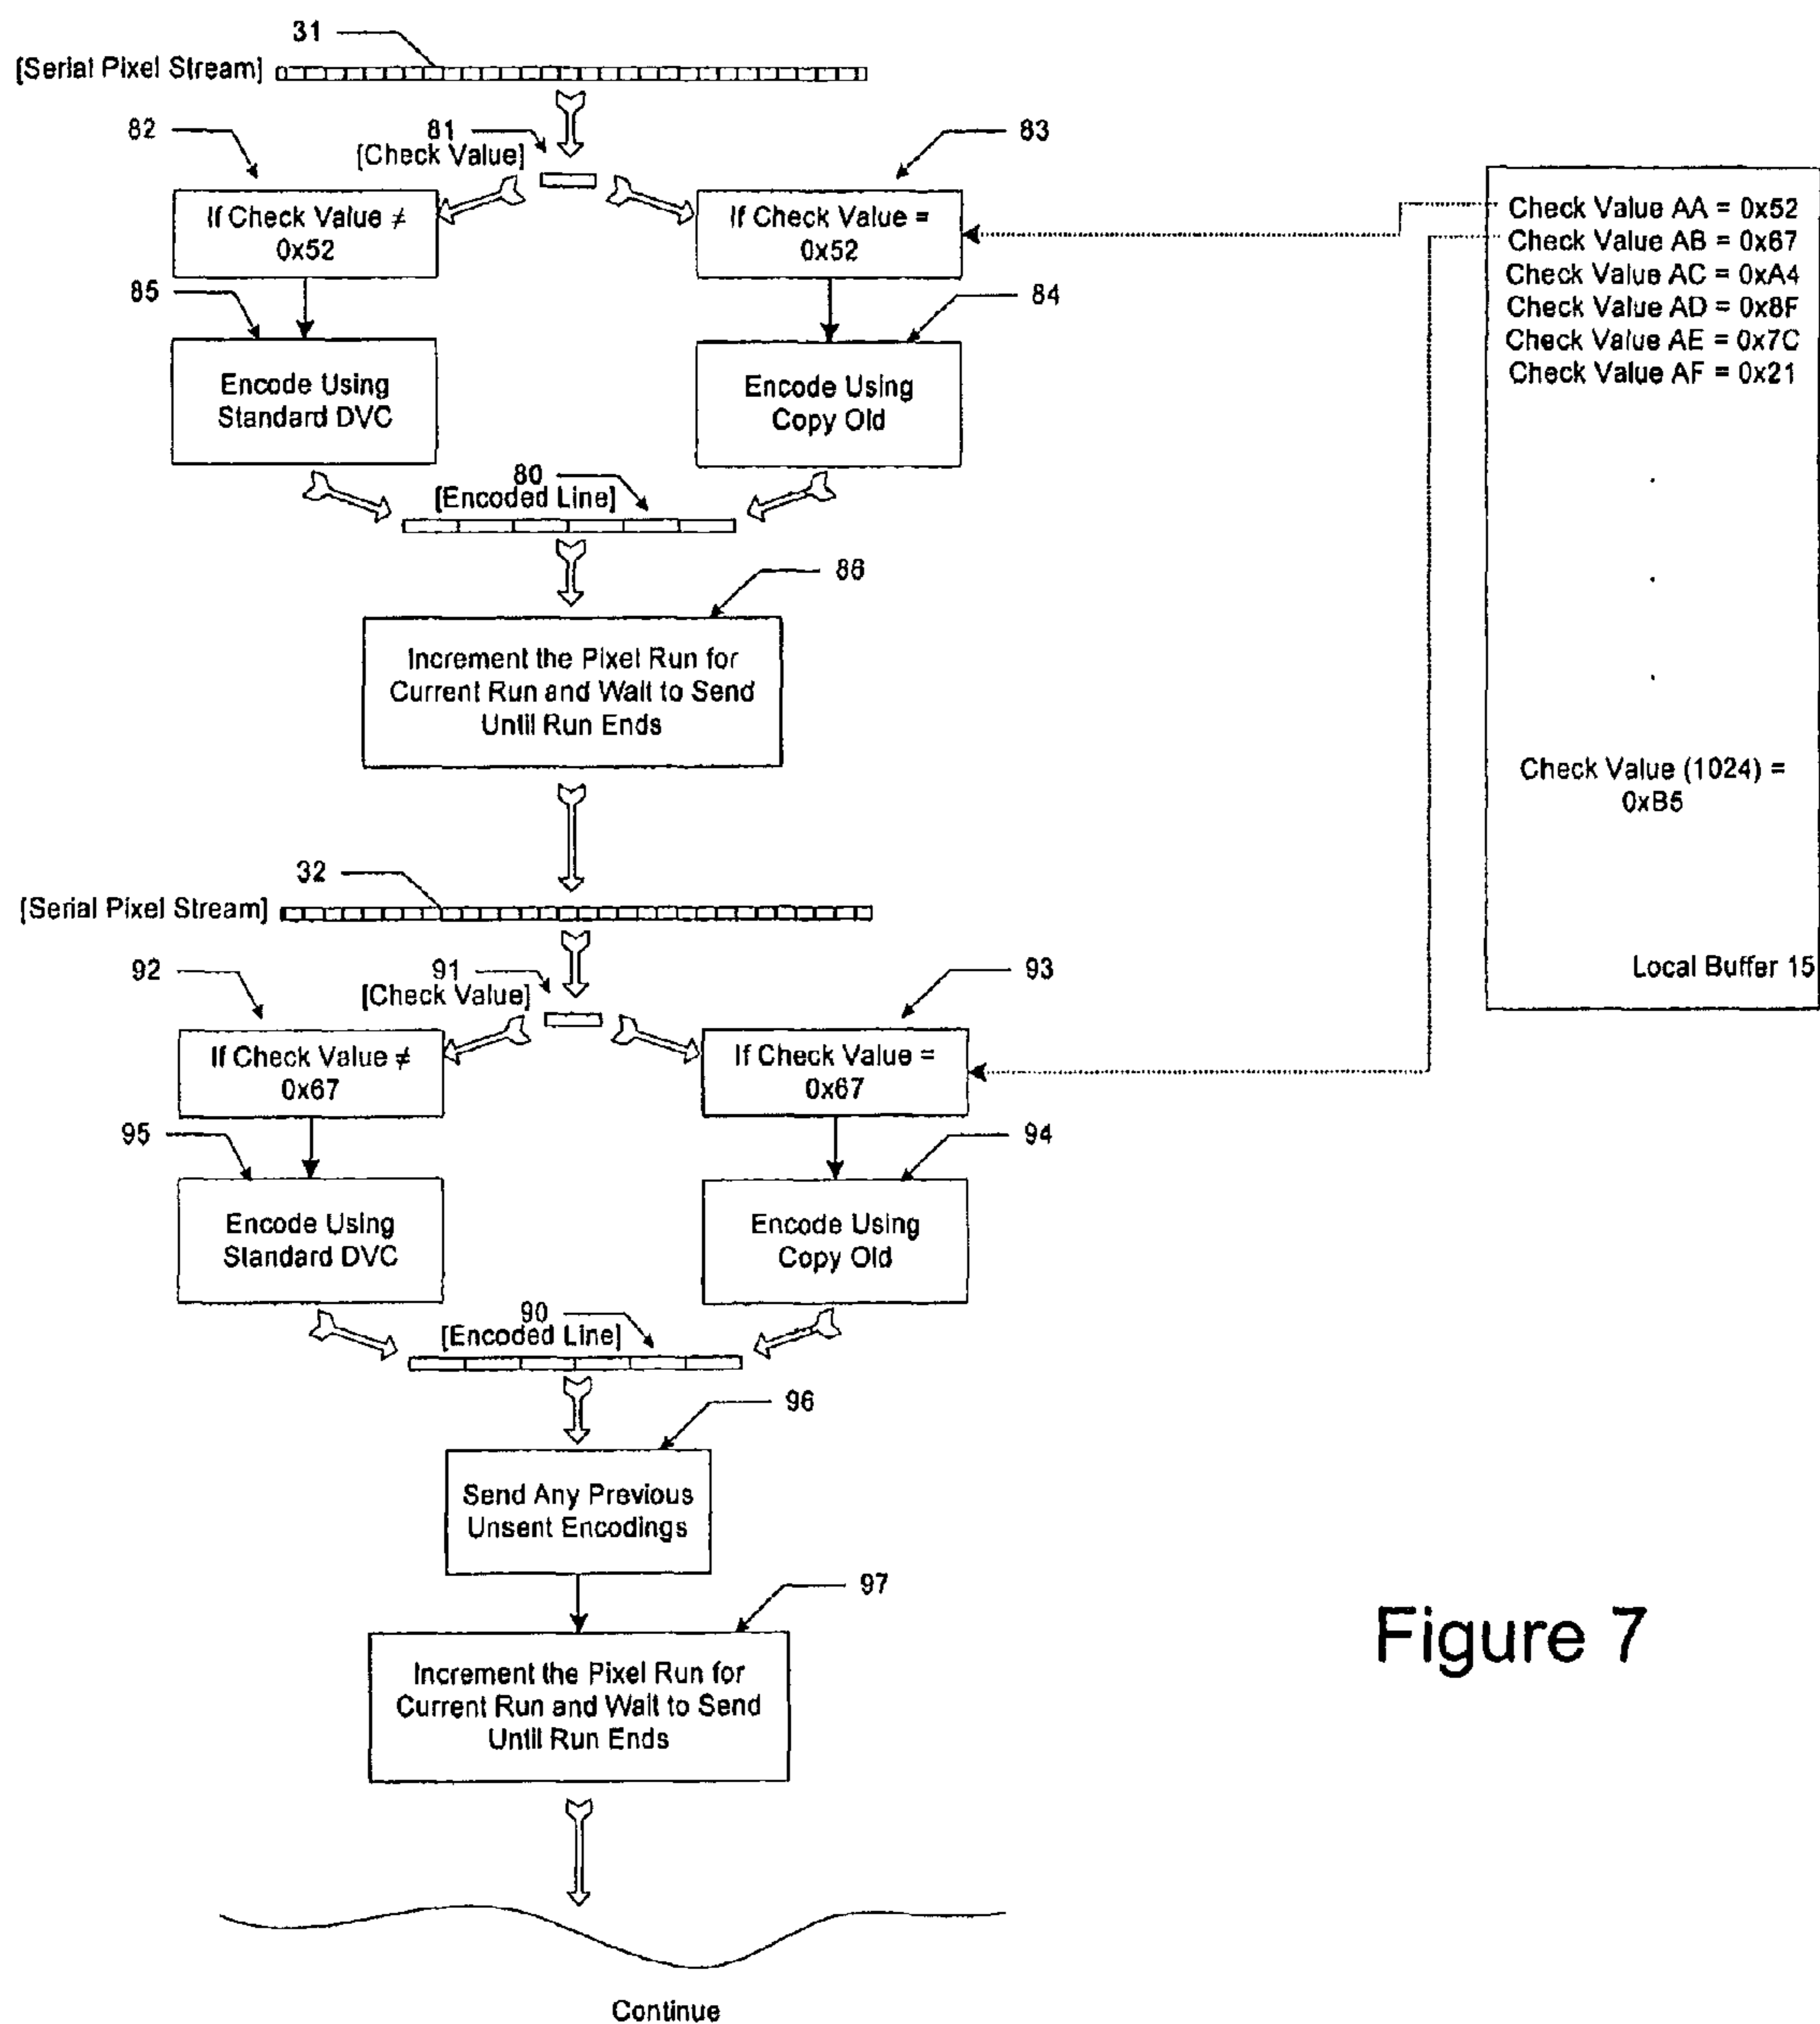 31
[Serial Pixel Stream]
82
81
[Check Value]
83
If Check Value ≠
0x52
If Check Value =
0x52
85
84
Encode Using
Standard DVC
Encode Using
Copy Old
80
[Encoded Line]
86
Increment the Pixel Run for
Current Run and Wait to Send
Until Run Ends
32
[Serial Pixel Stream]
92
91
[Check Value]
93
If Check Value ≠
0x67
If Check Value =
0x67
95
94
Encode Using
Standard DVC
Encode Using
Copy Old
90
[Encoded Line]
96
Send Any Previous
Unsent Encodings
97
Increment the Pixel Run for
Current Run and Wait to Send
Until Run Ends
Continue
Check Value AA = 0x52
Check Value AB = 0x67
Check Value AC = 0xA4
Check Value AD = 0x8F
Check Value AE = 0x7C
Check Value AF = 0x21
.
.
.
Check Value (1024) =
0xB5
Local Buffer 15
Figure 7